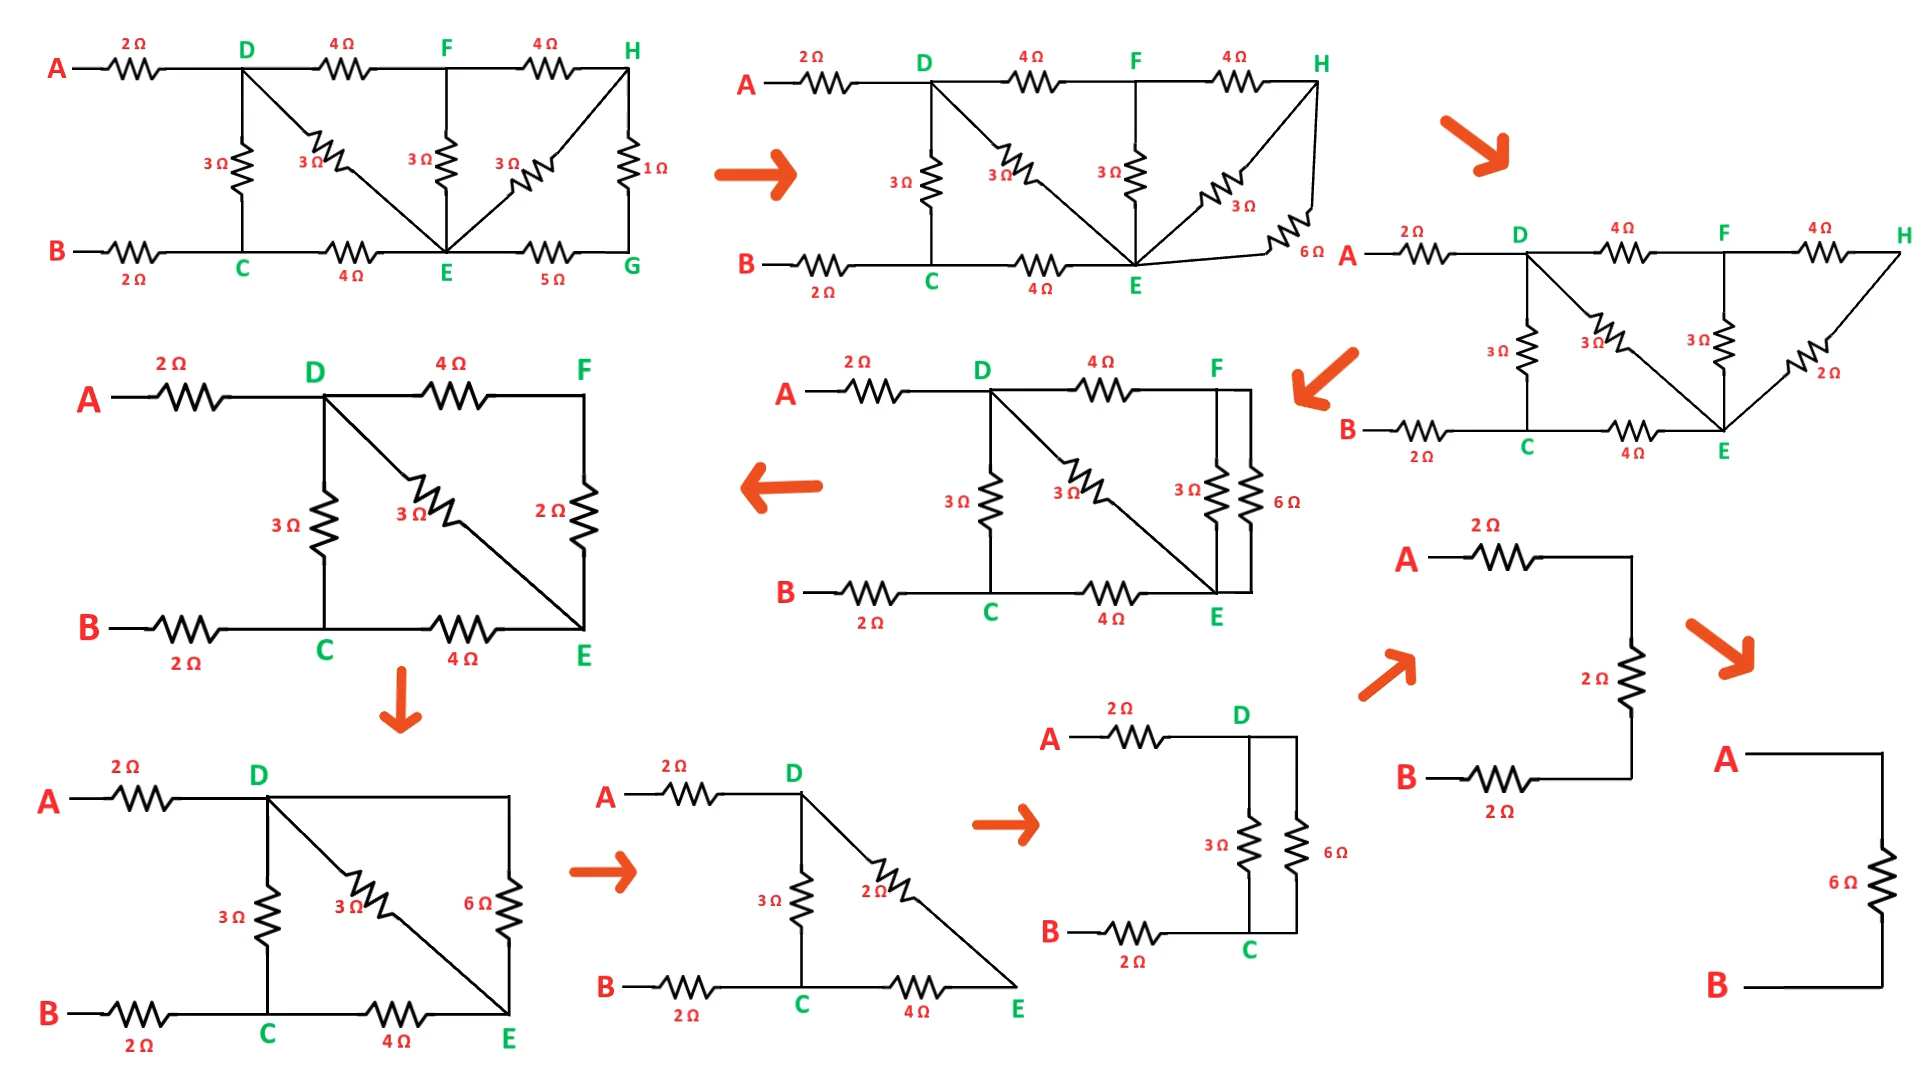 2 Ω D 4 Ω F 4 Ω H
A
3 Ω 3 Ω 3 Ω 3 Ω 1 Ω
B
2 Ω C 4 Ω E 5 Ω G
2 Ω D 4 Ω F 4 Ω H
A
3 Ω 3 Ω 3 Ω 3 Ω
6 Ω
B
2 Ω C 4 Ω E
2 Ω D 4 Ω F 4 Ω H
A
3 Ω 3 Ω 3 Ω 2 Ω
B
2 Ω C 4 Ω E
2 Ω D 4 Ω F
A
3 Ω 3 Ω 3 Ω 6 Ω
B
2 Ω C 4 Ω E
2 Ω D 4 Ω F
A
3 Ω 3 Ω 2 Ω
B
2 Ω C 4 Ω E
2 Ω D
A
3 Ω 3 Ω 6 Ω
B
2 Ω C 4 Ω E
2 Ω D
A
3 Ω 2 Ω
B
2 Ω C 4 Ω E
2 Ω D
A
3 Ω 6 Ω
B
2 Ω C
2 Ω
A
2 Ω
B
2 Ω
A
6 Ω
B